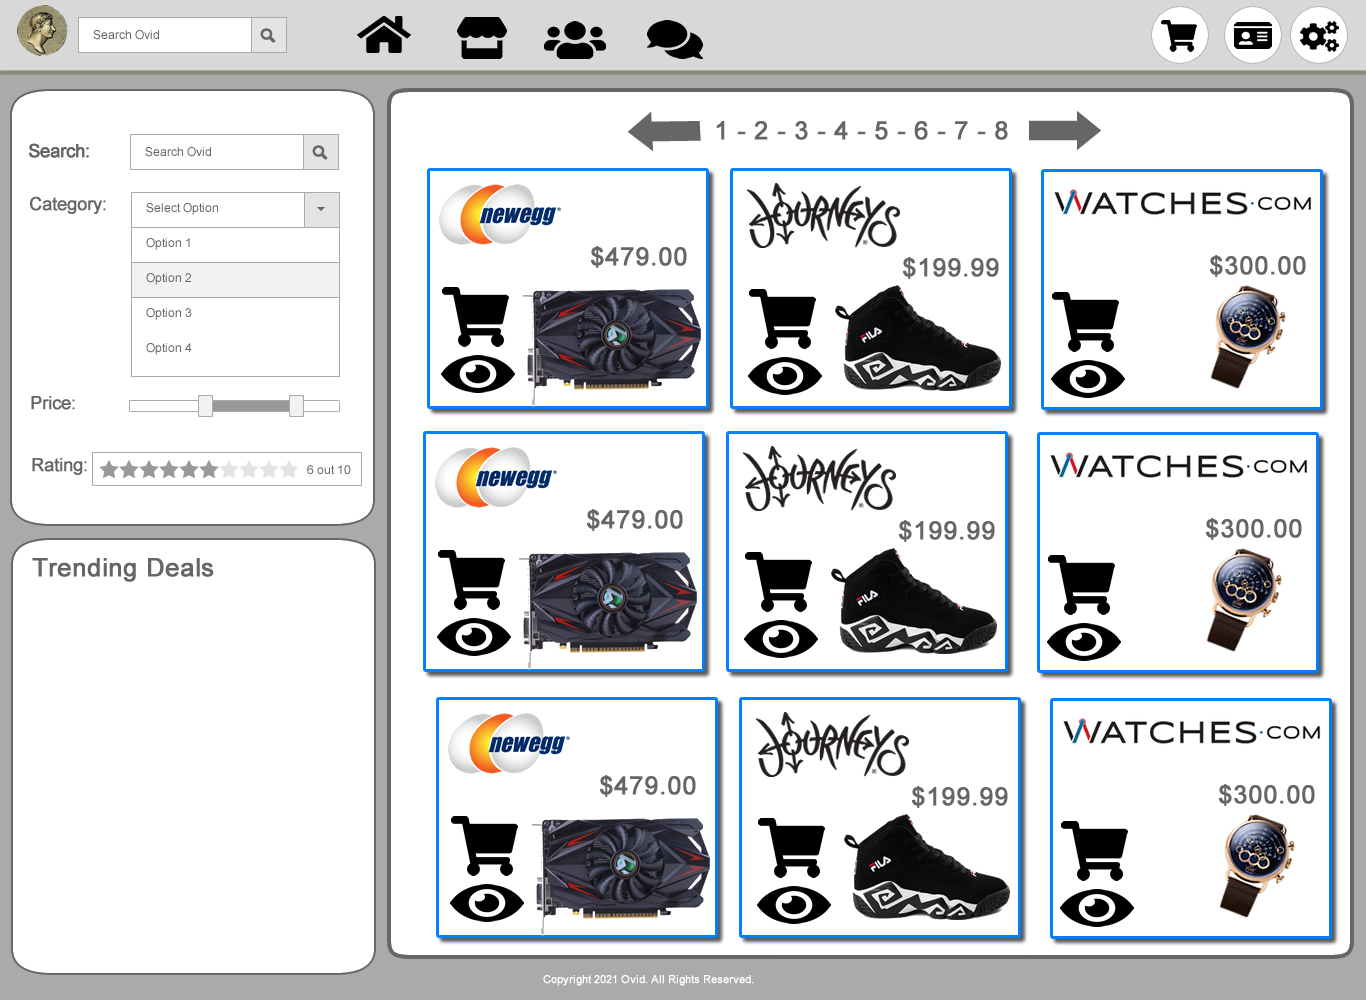 Search Ovid
Search:
Search Ovid
Category:
Select Option
Option 1
Option 2
Option 3
Option 4
Price:
Rating:
6 out 10
Trending Deals
1 - 2 - 3 - 4 - 5 - 6 - 7 - 8
newegg
$479.00
JOURNEYS
$199.99
FILA
WATCHES.COM
$300.00
newegg
$479.00
JOURNEYS
$199.99
FILA
WATCHES.COM
$300.00
newegg
$479.00
JOURNEYS
$199.99
FILA
WATCHES.COM
$300.00
Copyright 2021 Ovid. All Rights Reserved.